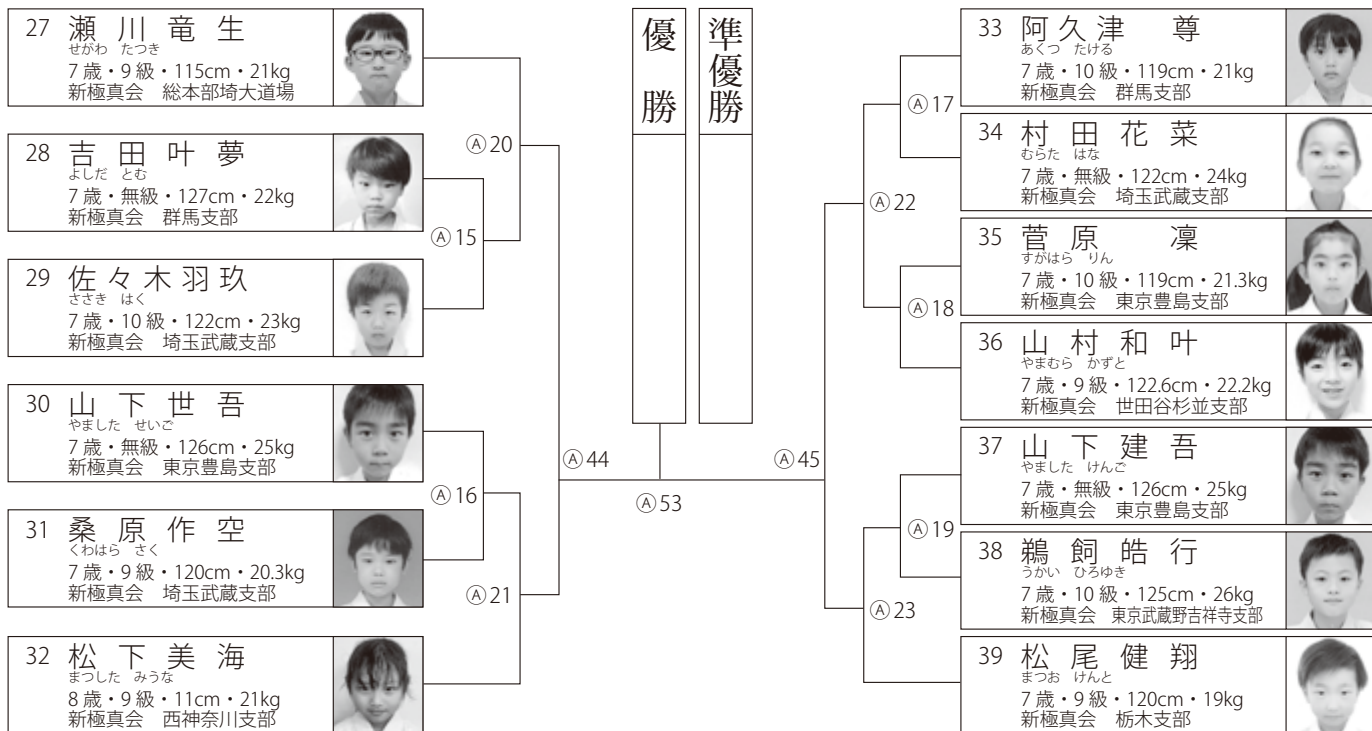 27 瀬川竜生
せがわ たつき
7歳・9級・115cm・21kg
新極真会 総本部埼大道場
28 吉田叶夢
よしだ とむ
7歳・無級・127cm・22kg
新極真会 群馬支部
29 佐々木羽玖
ささき はく
7歳・10級・122cm・23kg
新極真会 埼玉武蔵支部
30 山下世吾
やました せいご
7歳・無級・126cm・25kg
新極真会 東京豊島支部
31 桑原作空
くわはら さく
7歳・9級・120cm・20.3kg
新極真会 埼玉武蔵支部
32 松下美海
まつした みうな
8歳・9級・11cm・21kg
新極真会 西神奈川支部
Ⓐ20
Ⓐ15
Ⓐ16
Ⓐ21
Ⓐ44
優勝
準優勝
Ⓐ53
Ⓐ45
Ⓐ17
Ⓐ22
Ⓐ18
Ⓐ19
Ⓐ23
33 阿久津 尊
あくつ たける
7歳・10級・119cm・21kg
新極真会 群馬支部
34 村田花菜
むらた はな
7歳・無級・122cm・24kg
新極真会 埼玉武蔵支部
35 菅原 凜
すがはら りん
7歳・10級・119cm・21.3kg
新極真会 東京豊島支部
36 山村和叶
やまむら かずと
7歳・9級・122.6cm・22.2kg
新極真会 世田谷杉並支部
37 山下建吾
やました けんご
7歳・無級・126cm・25kg
新極真会 東京豊島支部
38 鵜飼皓行
うかい ひろゆき
7歳・10級・125cm・26kg
新極真会 東京武蔵野吉祥寺支部
39 松尾健翔
まつお けんと
7歳・9級・120cm・19kg
新極真会 栃木支部